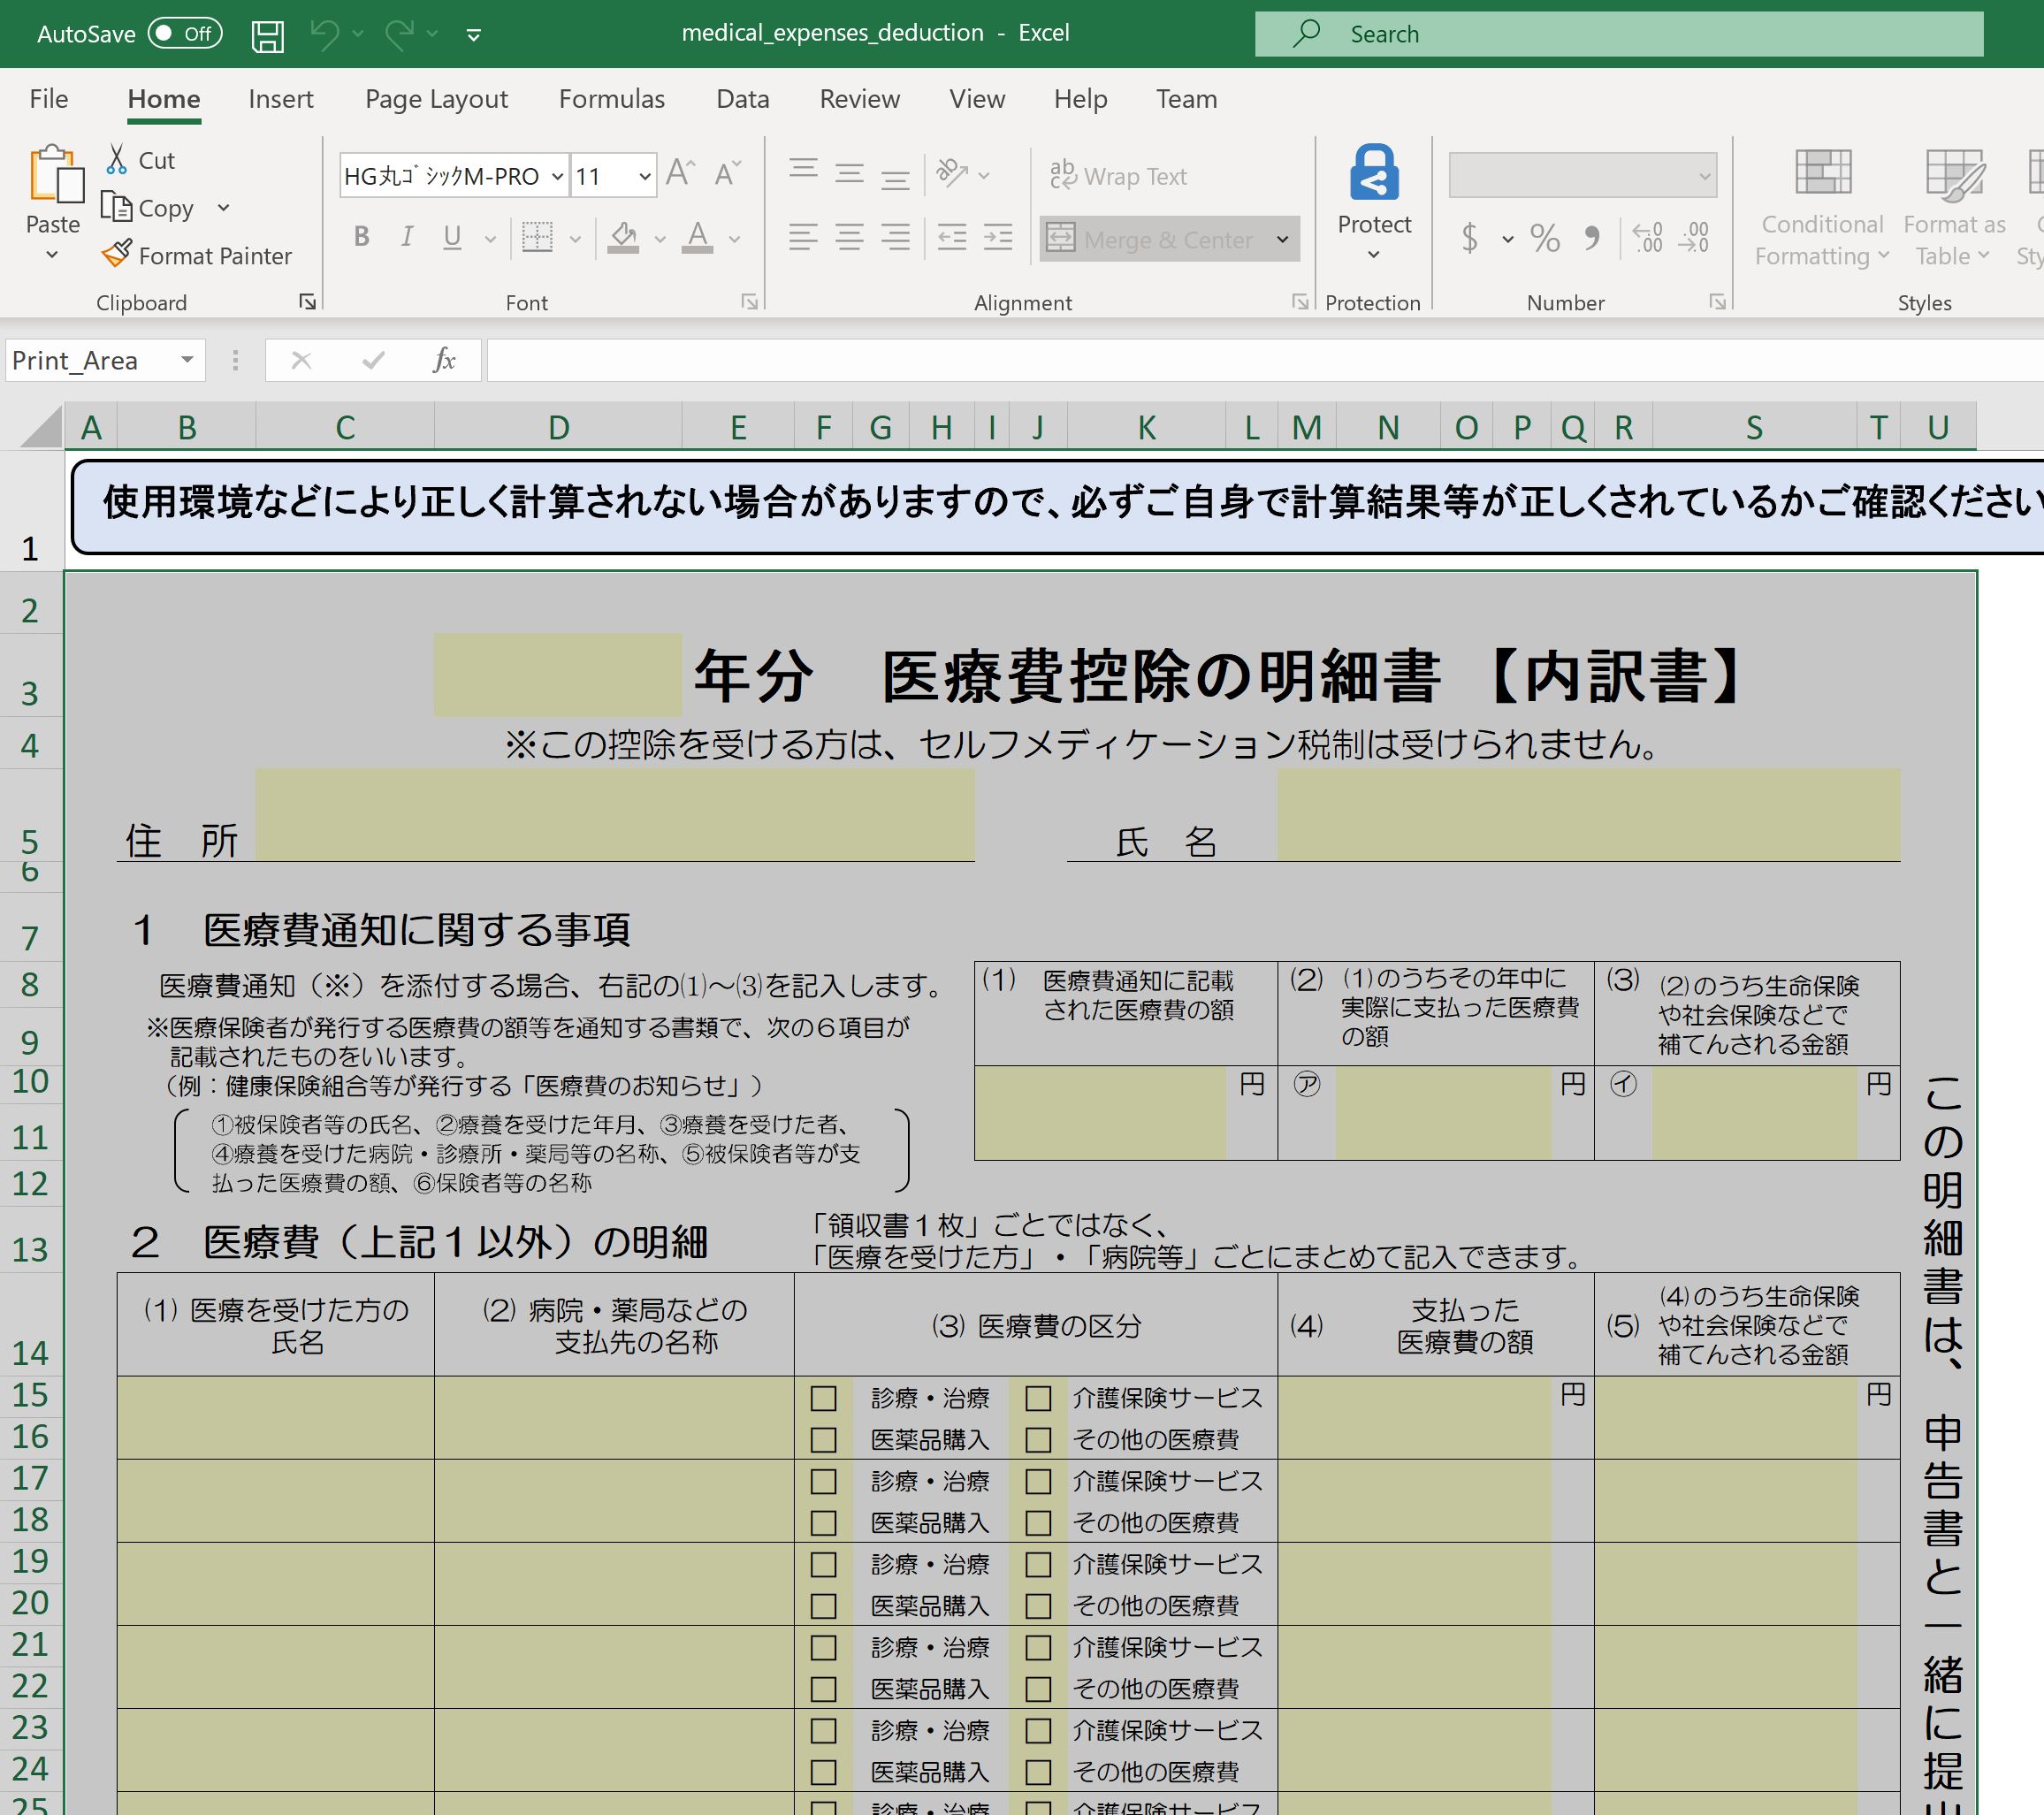 AutoSave Off medical_expenses_deduction - Excel Search
File Home Insert Page Layout Formulas Data Review View Help Team
Paste Cut Copy Format Painter Clipboard
HG丸ｺﾞｼｯｸM-PRO 11 B I U A Font
ab Wrap Text Merge & Center Alignment
Protect Protection
$ % Number
Conditional Formatting Format as Table Styles
Print_Area fx
A B C D E F G H I J K L M N O P Q R S T U
1 使用環境などにより正しく計算されない場合がありますので、必ずご自身で計算結果等が正しくされているかご確認ください
2
3 年分 医療費控除の明細書【内訳書】
4 ※この控除を受ける方は、セルフメディケーション税制は受けられません。
5 住 所 氏 名
6
7 1 医療費通知に関する事項
8 医療費通知（※）を添付する場合、右記の⑴～⑶を記入します。
9 ※医療保険者が発行する医療費の額等を通知する書類で、次の６項目が
記載されたものをいいます。
10 （例：健康保険組合等が発行する「医療費のお知らせ」）
11 ①被保険者等の氏名、②療養を受けた年月、③療養を受けた者、
④療養を受けた病院・診療所・薬局等の名称、⑤被保険者等が支
12 払った医療費の額、⑥保険者等の名称
(1) 医療費通知に記載
された医療費の額
(2) (1)のうちその年中に
実際に支払った医療費
の額
(3) (2)のうち生命保険
や社会保険などで
補てんされる金額
円 ㋐ 円 ㋑ 円
13 2 医療費（上記１以外）の明細
「領収書１枚」ごとではなく、
「医療を受けた方」・「病院等」ごとにまとめて記入できます。
14
(1) 医療を受けた方の
氏名
(2) 病院・薬局などの
支払先の名称
(3) 医療費の区分
(4) 支払った
医療費の額
(5) (4)のうち生命保険
や社会保険などで
補てんされる金額
15 □ 診療・治療 □ 介護保険サービス 円 円
16 □ 医薬品購入 □ その他の医療費
17 □ 診療・治療 □ 介護保険サービス
18 □ 医薬品購入 □ その他の医療費
19 □ 診療・治療 □ 介護保険サービス
20 □ 医薬品購入 □ その他の医療費
21 □ 診療・治療 □ 介護保険サービス
22 □ 医薬品購入 □ その他の医療費
23 □ 診療・治療 □ 介護保険サービス
24 □ 医薬品購入 □ その他の医療費
25 □ 診療・治療 □ 介護保険サービス
この明細書は、申告書と一緒に提